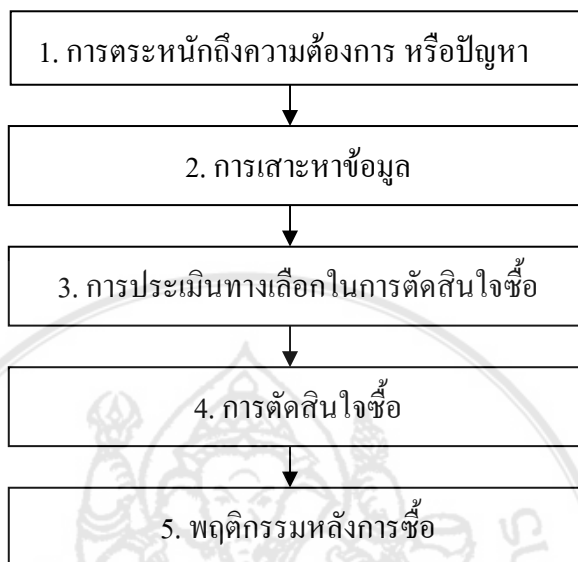 1. การตระหนักถึงความต้องการ หรือปัญหา
2. การเสาะหาข้อมูล
3. การประเมินทางเลือกในการตัดสินใจซื้อ
4. การตัดสินใจซื้อ
5. พฤติกรรมหลังการซื้อ